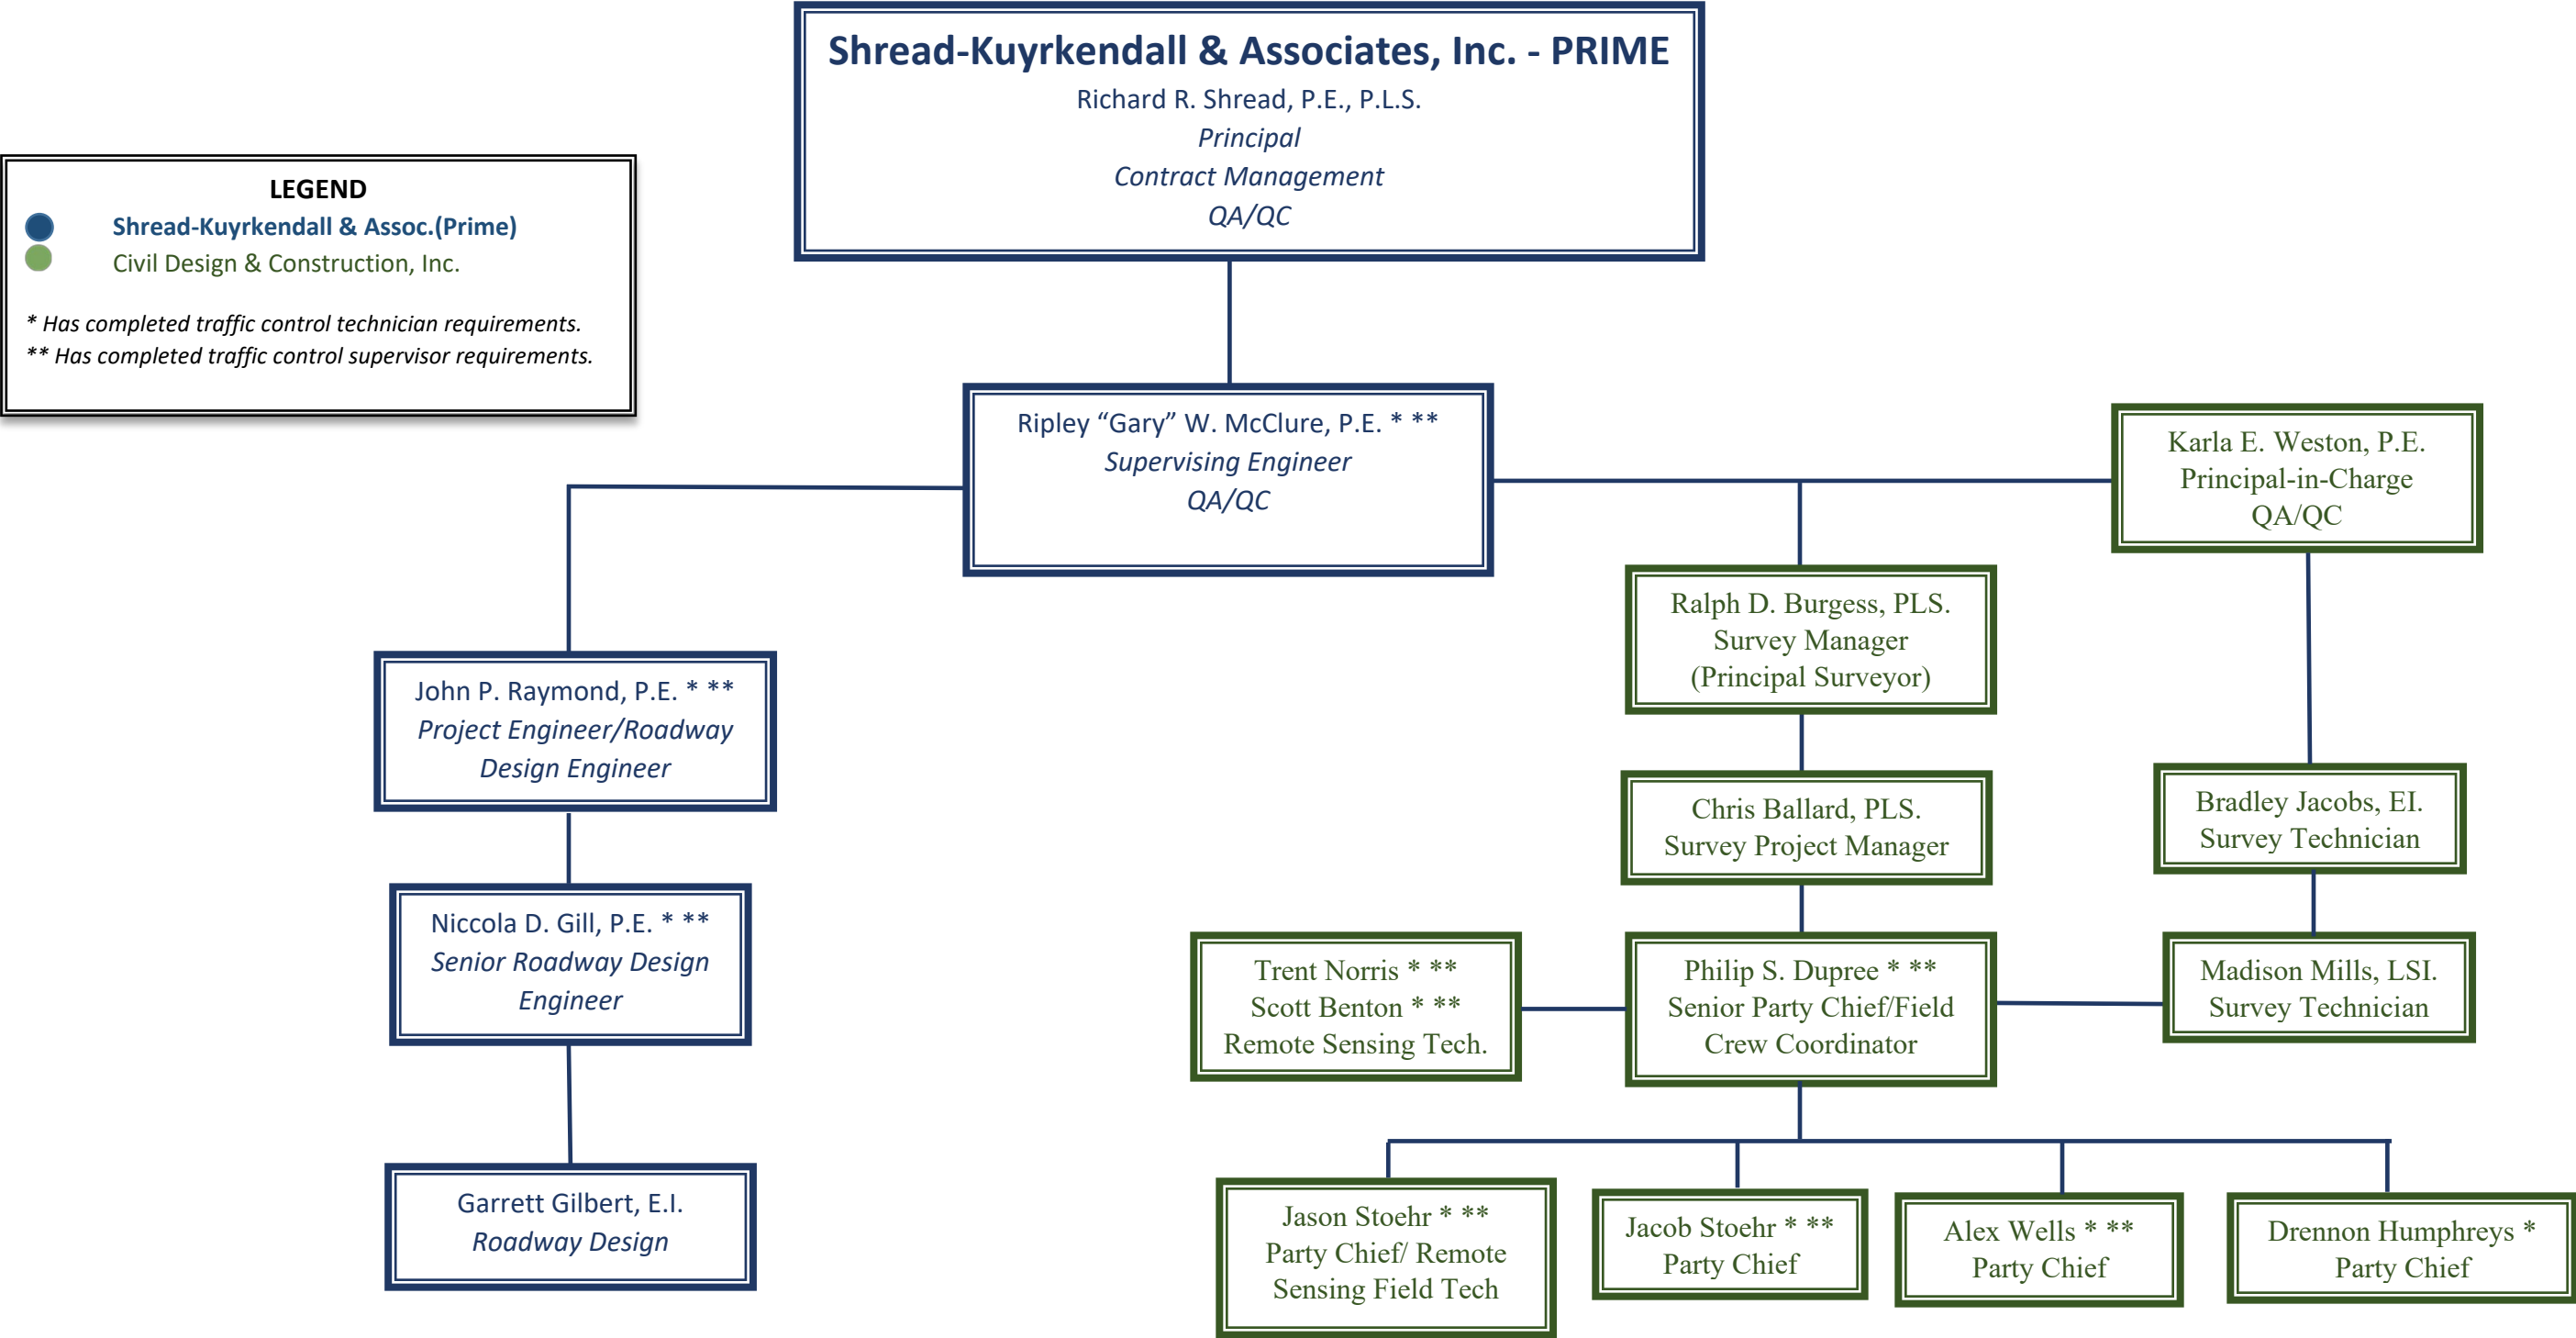 Shread-Kuyrkendall & Associates, Inc. - PRIME
Richard R. Shread, P.E., P.L.S.
Principal
Contract Management
QA/QC
LEGEND
Shread-Kuyrkendall & Assoc.(Prime)
Civil Design & Construction, Inc.
* Has completed traffic control technician requirements.
** Has completed traffic control supervisor requirements.
Ripley “Gary” W. McClure, P.E. * **
Supervising Engineer
QA/QC
Karla E. Weston, P.E.
Principal-in-Charge
QA/QC
Ralph D. Burgess, PLS.
Survey Manager
(Principal Surveyor)
John P. Raymond, P.E. * **
Project Engineer/Roadway
Design Engineer
Chris Ballard, PLS.
Survey Project Manager
Bradley Jacobs, EI.
Survey Technician
Niccola D. Gill, P.E. * **
Senior Roadway Design
Engineer
Trent Norris * **
Scott Benton * **
Remote Sensing Tech.
Philip S. Dupree * **
Senior Party Chief/Field
Crew Coordinator
Madison Mills, LSI.
Survey Technician
Garrett Gilbert, E.I.
Roadway Design
Jason Stoehr * **
Party Chief/ Remote
Sensing Field Tech
Jacob Stoehr * **
Party Chief
Alex Wells * **
Party Chief
Drennon Humphreys *
Party Chief